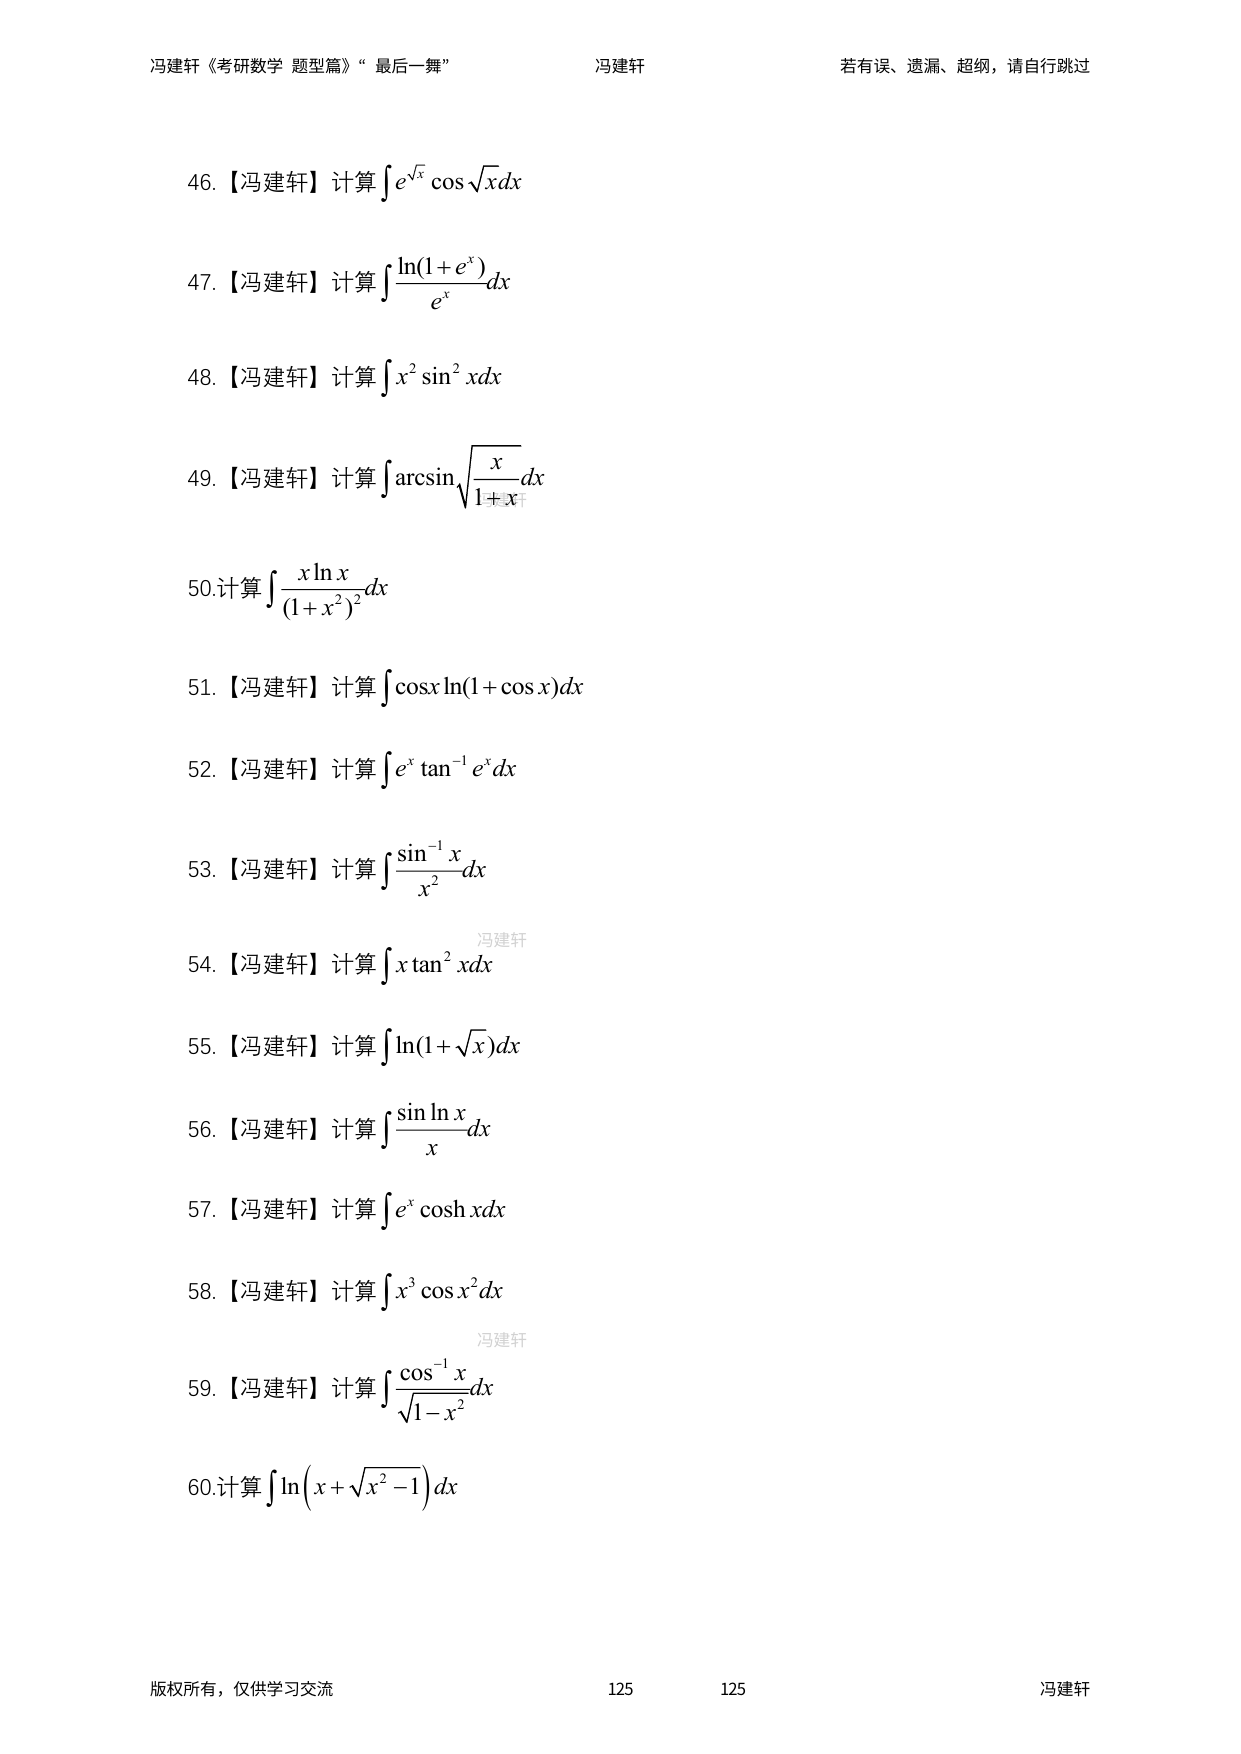 冯建轩《考研数学 题型篇》“ 最后一舞” 冯建轩 若有误、遗漏、超纲，请自行跳过
46.【冯建轩】计算∫e^{√x} cos √x dx
47.【冯建轩】计算∫ ln(1+e^x)/e^x dx
48.【冯建轩】计算∫x² sin² xdx
49.【冯建轩】计算∫arcsin√(x/(1+x)) dx
冯建轩
50.计算∫ x ln x/(1+x²)² dx
51.【冯建轩】计算∫cosx ln(1+cos x)dx
52.【冯建轩】计算∫e^x tan⁻¹ e^x dx
53.【冯建轩】计算∫ sin⁻¹ x/x² dx
冯建轩
54.【冯建轩】计算∫x tan² xdx
55.【冯建轩】计算∫ln(1+√x)dx
56.【冯建轩】计算∫ sin ln x/x dx
57.【冯建轩】计算∫e^x cosh xdx
58.【冯建轩】计算∫x³ cos x² dx
冯建轩
59.【冯建轩】计算∫ cos⁻¹ x/√(1−x²) dx
60.计算∫ln(x+√(x²−1))dx
版权所有，仅供学习交流 125 125 冯建轩